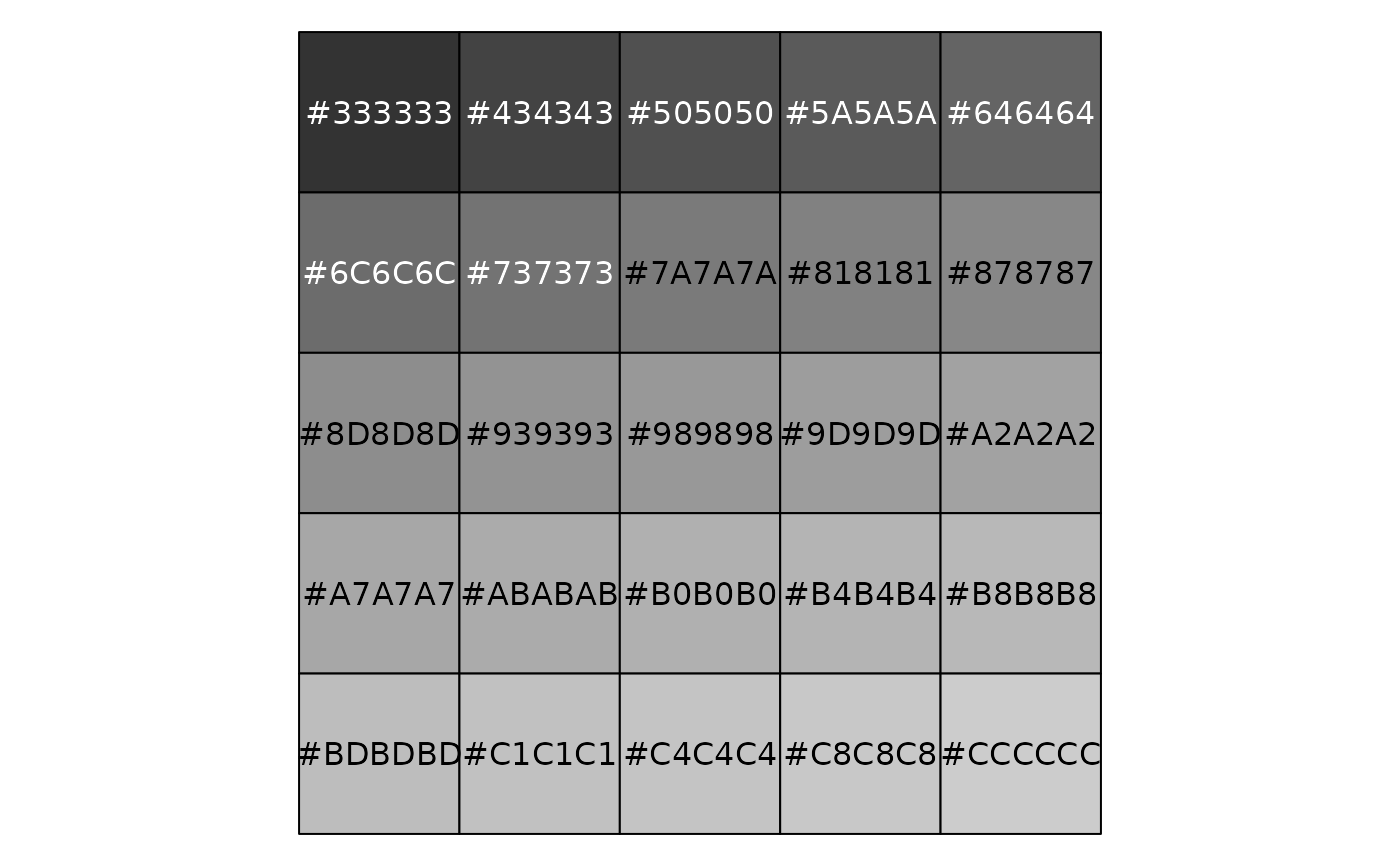 #333333 #434343 #505050 #5A5A5A #646464
#6C6C6C #737373 #7A7A7A #818181 #878787
#8D8D8D #939393 #989898 #9D9D9D #A2A2A2
#A7A7A7 #ABABAB #B0B0B0 #B4B4B4 #B8B8B8
#BDBDBD #C1C1C1 #C4C4C4 #C8C8C8 #CCCCCC